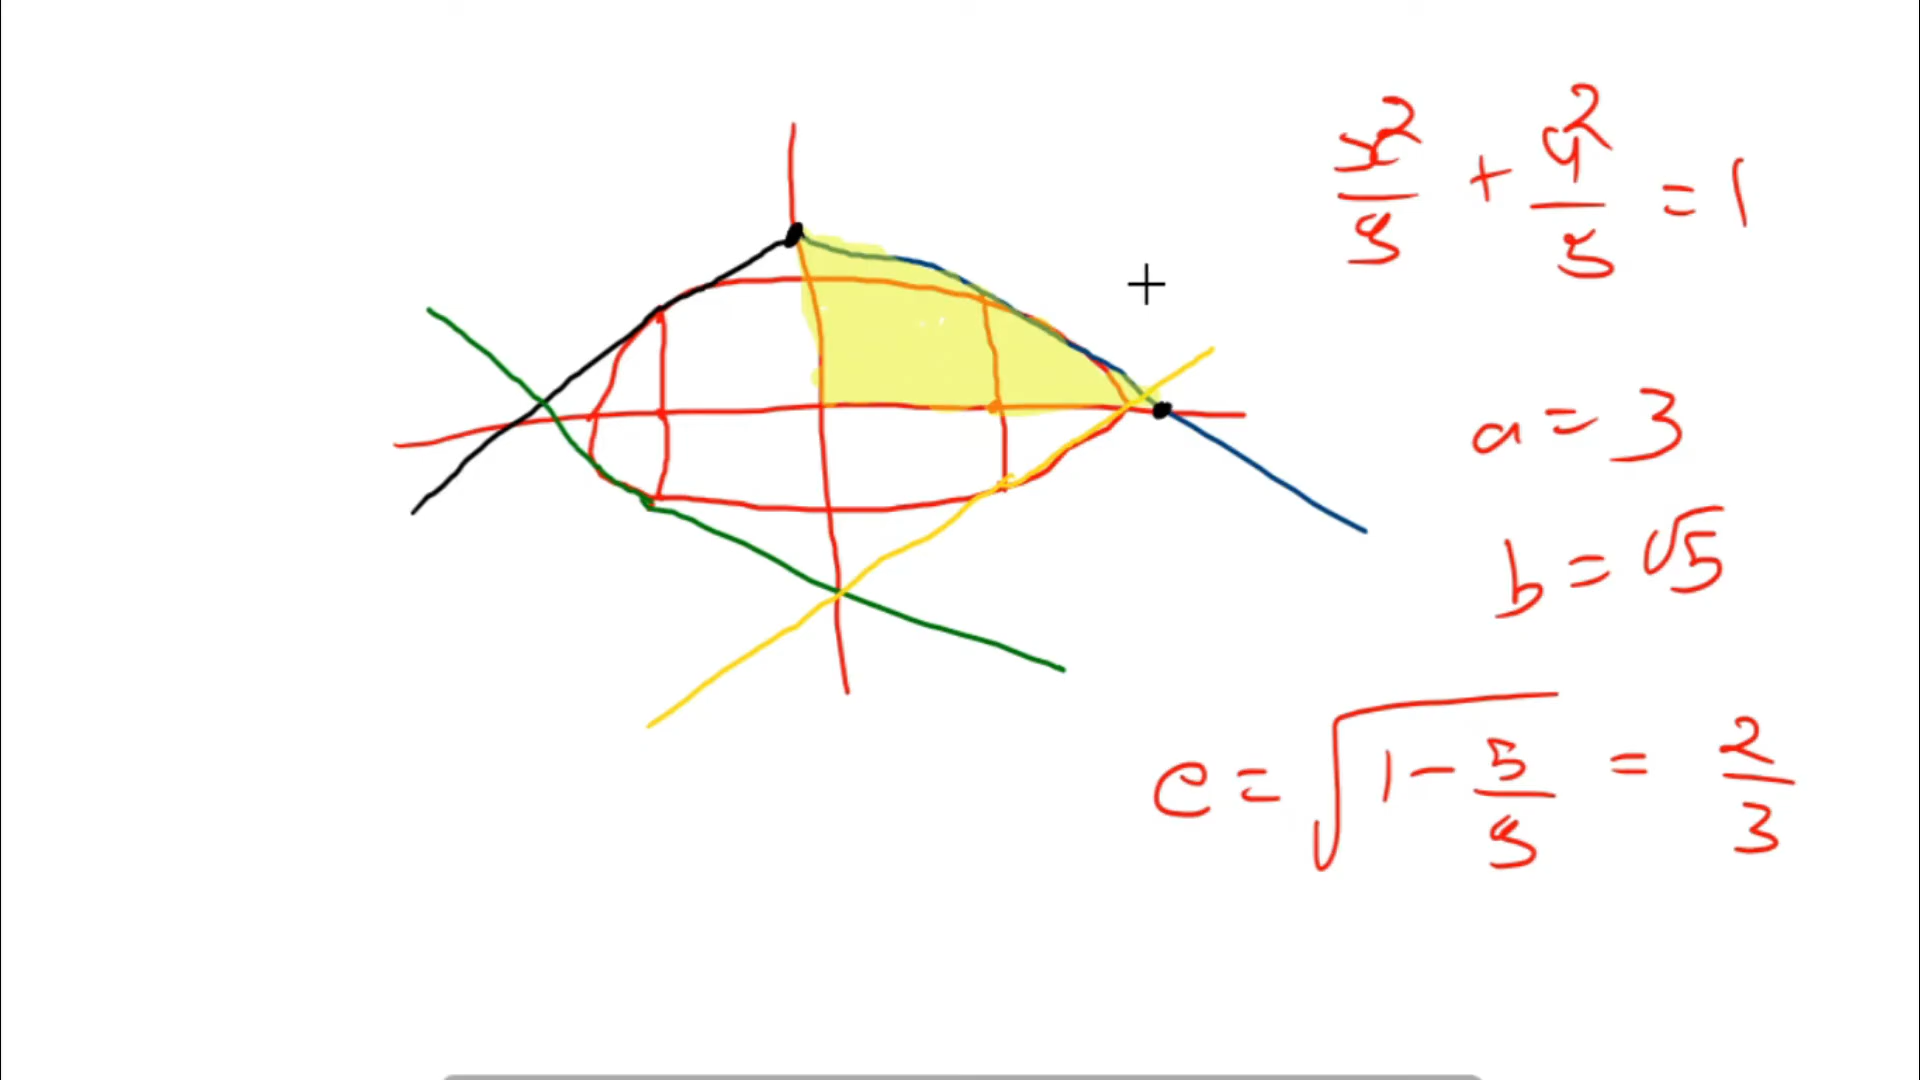 x²/9 + y²/5 = 1
a = 3
b = √5
e = √(1 - 5/9) = 2/3